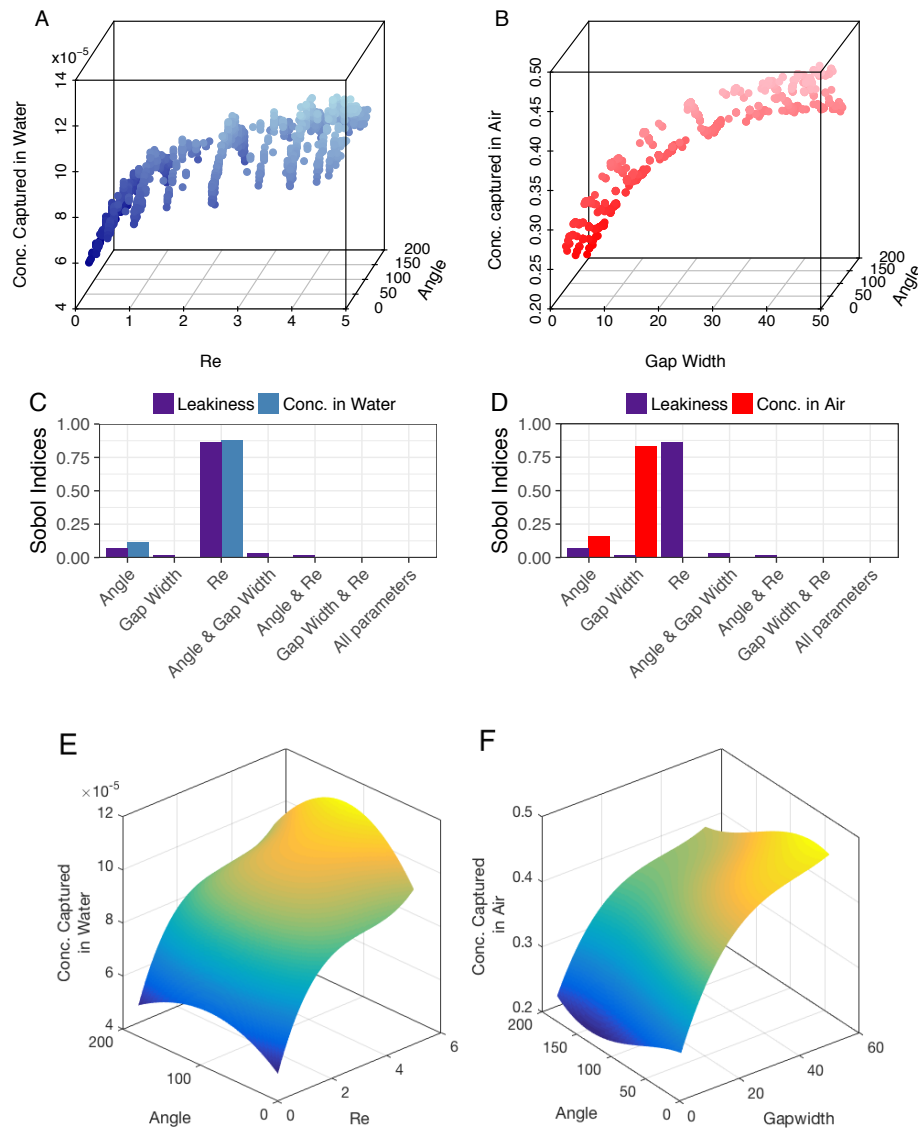 A
B
x10⁻⁵
Conc. Captured in Water
14
12
10
8
6
4
0 1 2 3 4 5
Re
200
150
100
50
0
Angle
Conc. captured in Air
0.50
0.45
0.40
0.35
0.30
0.25
0.20
0 10 20 30 40 50
Gap Width
200
150
100
50
0
Angle
C
Leakiness Conc. in Water
Sobol Indices
1.00
0.75
0.50
0.25
0.00
Angle
Gap Width
Re
Angle & Gap Width
Angle & Re
Gap Width & Re
All parameters
D
Leakiness Conc. in Air
Sobol Indices
1.00
0.75
0.50
0.25
0.00
Angle
Gap Width
Re
Angle & Gap Width
Angle & Re
Gap Width & Re
All parameters
E
×10⁻⁵
Conc. Captured
in Water
12
10
8
6
4
200
100
0
Angle
0
2
4
6
Re
F
Conc. Captured
in Air
0.5
0.4
0.3
0.2
200
150
100
50
0
Angle
0
20
40
60
Gapwidth